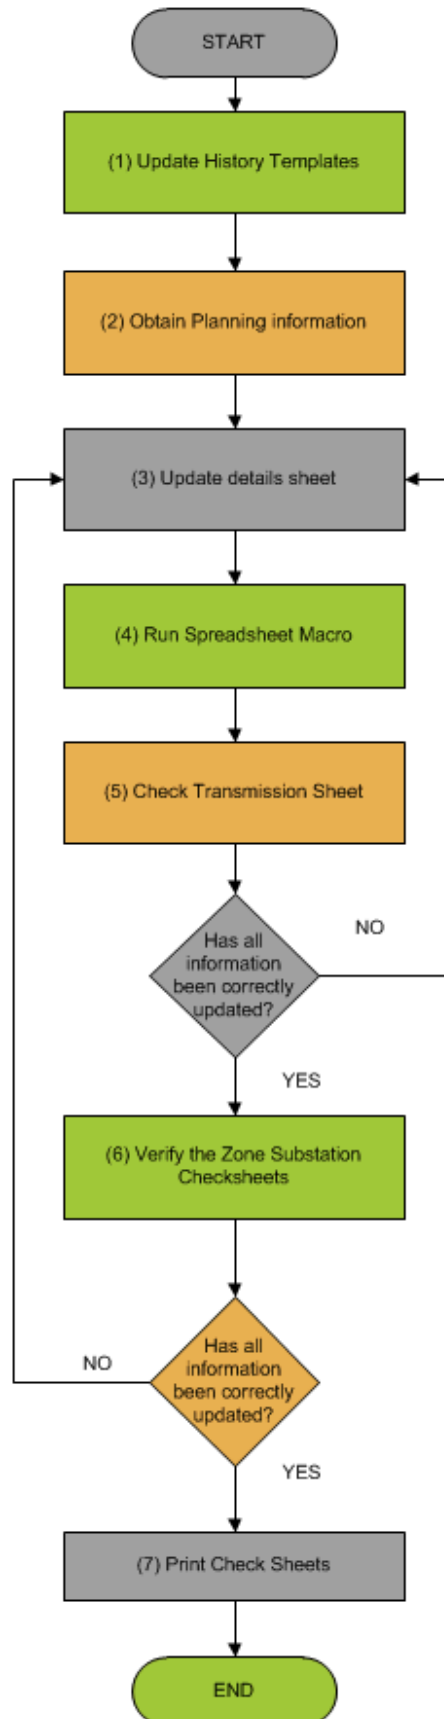 START
(1) Update History Templates
(2) Obtain Planning information
(3) Update details sheet
(4) Run Spreadsheet Macro
(5) Check Transmission Sheet
Has all
information
been correctly
updated?
NO
YES
(6) Verify the Zone Substation
Checksheets
Has all
information
been correctly
updated?
NO
YES
(7) Print Check Sheets
END